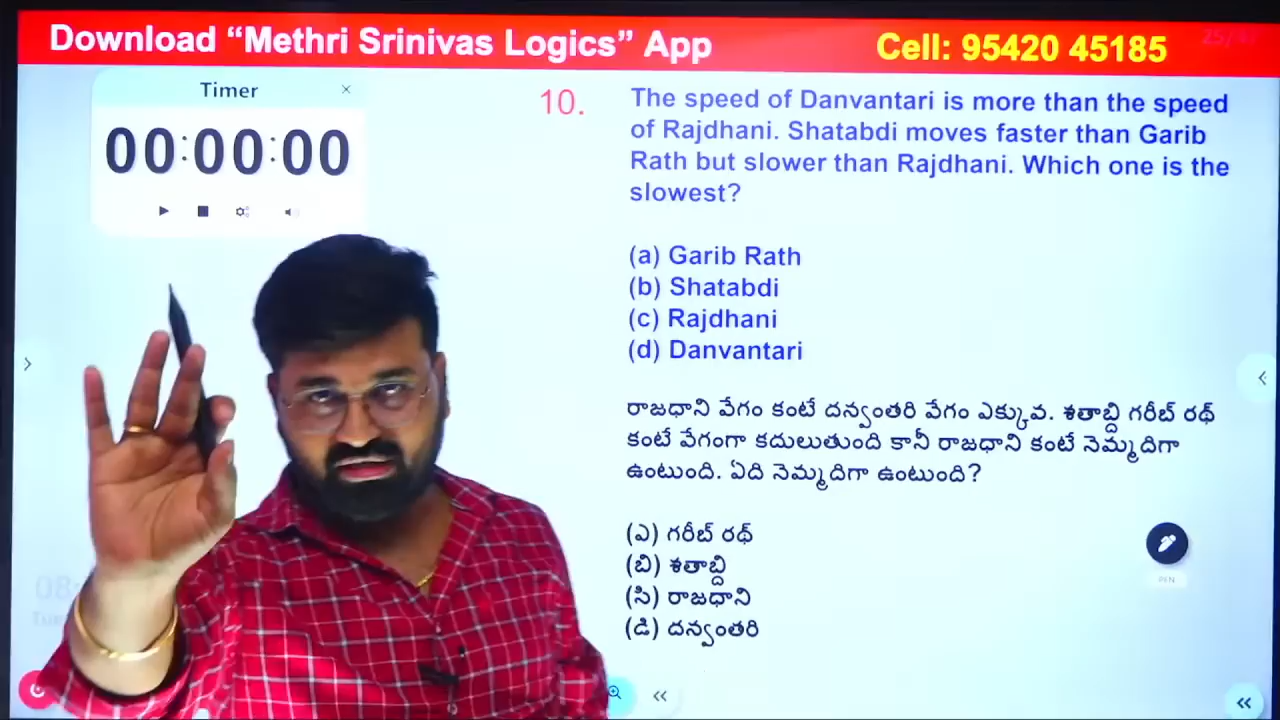 Download “Methri Srinivas Logics” App
Cell: 95420 45185
Timer
00:00:00
10.
The speed of Danvantari is more than the speed
of Rajdhani. Shatabdi moves faster than Garib
Rath but slower than Rajdhani. Which one is the
slowest?
(a) Garib Rath
(b) Shatabdi
(c) Rajdhani
(d) Danvantari
రాజధాని వేగం కంటే దన్వంతరి వేగం ఎక్కువ. శతాబ్ది గరీబ్ రథ్
కంటే వేగంగా కదులుతుంది కానీ రాజధాని కంటే నెమ్మదిగా
ఉంటుంది. ఏది నెమ్మదిగా ఉంటుంది?
(ఎ) గరీబ్ రథ్
(బి) శతాబ్ది
(సి) రాజధాని
(డి) దన్వంతరి
PEN